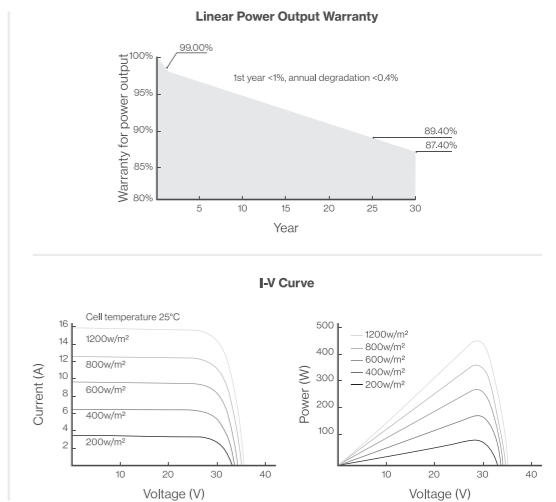 Linear Power Output Warranty
99.00%
1st year <1%, annual degradation <0.4%
Warranty for power output
100%
95%
90%
85%
80%
89.40%
87.40%
5 10 15 20 25 30
Year
I-V Curve
Cell temperature 25°C
Current (A)
16
14
12
10
8
6
4
2
1200w/m²
800w/m²
600w/m²
400w/m²
200w/m²
10 20 30 40
Voltage (V)
Power (W)
500
400
300
200
100
1200w/m²
800w/m²
600w/m²
400w/m²
200w/m²
10 20 30 40
Voltage (V)